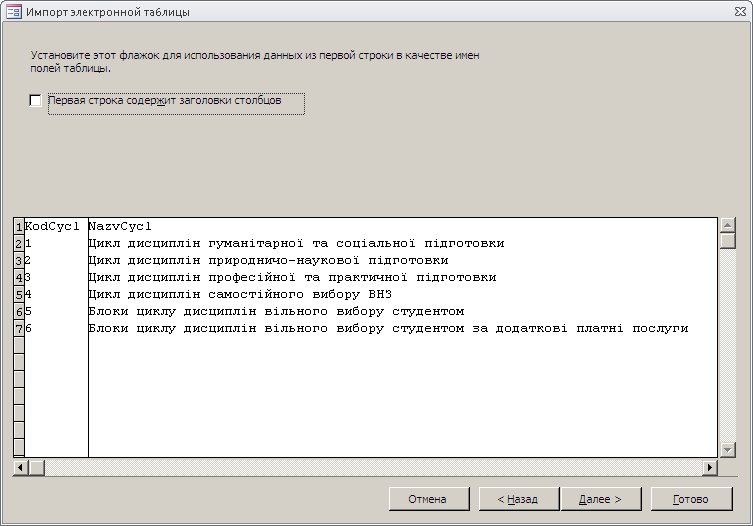 Импорт электронной таблицы
Установите этот флажок для использования данных из первой строки в качестве имен
полей таблицы.
Первая строка содержит заголовки столбцов
1 KodCycl NazvCycl
2 1 Цикл дисциплін гуманітарної та соціальної підготовки
3 2 Цикл дисциплін природничо-наукової підготовки
4 3 Цикл дисциплін професійної та практичної підготовки
5 4 Цикл дисциплін самостійного вибору ВНЗ
6 5 Блоки циклу дисциплін вільного вибору студентом
7 6 Блоки циклу дисциплін вільного вибору студентом за додаткові платні послуги
Отмена < Назад Далее > Готово